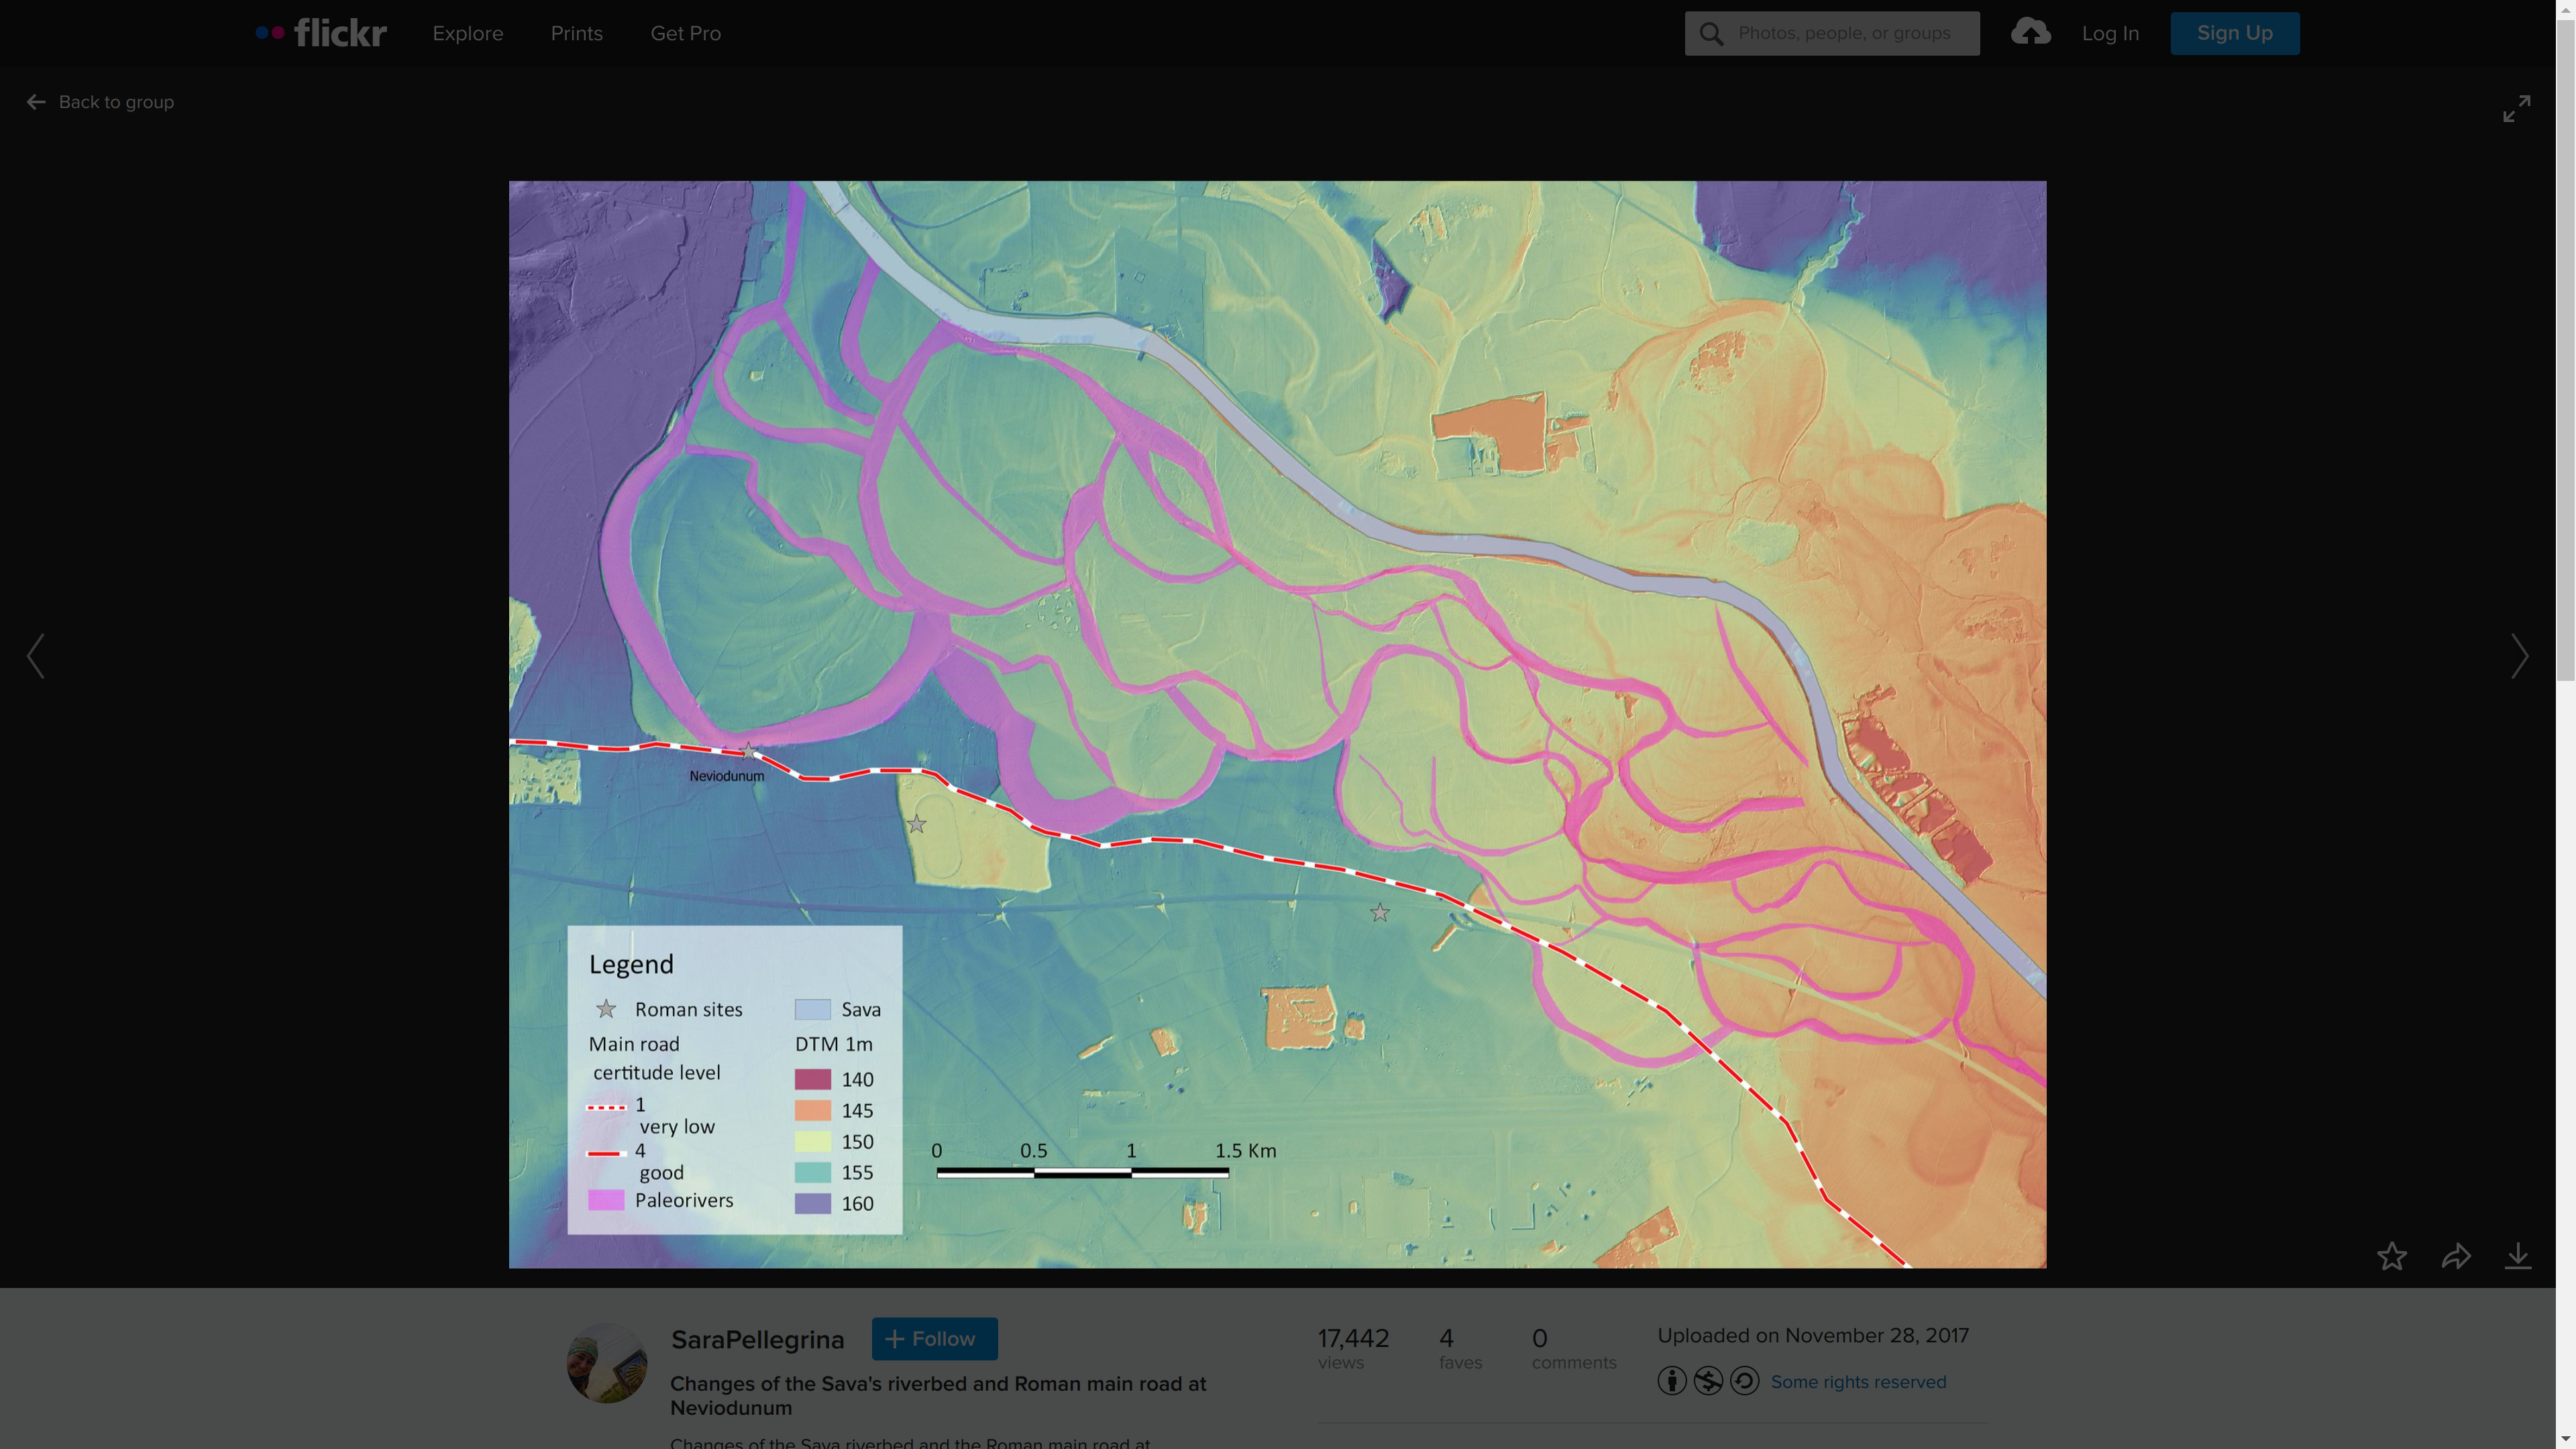 flickr
Explore
Prints
Get Pro
Photos, people, or groups
Log In
Sign Up
Back to group
Neviodunum
Legend
Roman sites
Main road
certitude level
1
very low
4
good
Paleorivers
Sava
DTM 1m
140
145
150
155
160
0 0.5 1 1.5 Km
SaraPellegrina
+ Follow
Changes of the Sava's riverbed and Roman main road at
Neviodunum
Changes of the Sava riverbed and the Roman main road at
17,442
views
4
faves
0
comments
Uploaded on November 28, 2017
Some rights reserved